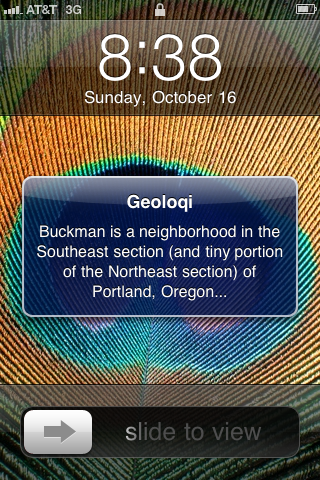 AT&T 3G
8:38
Sunday, October 16
Geoloqi
Buckman is a neighborhood in the
Southeast section (and tiny portion
of the Northeast section) of
Portland, Oregon...
slide to view